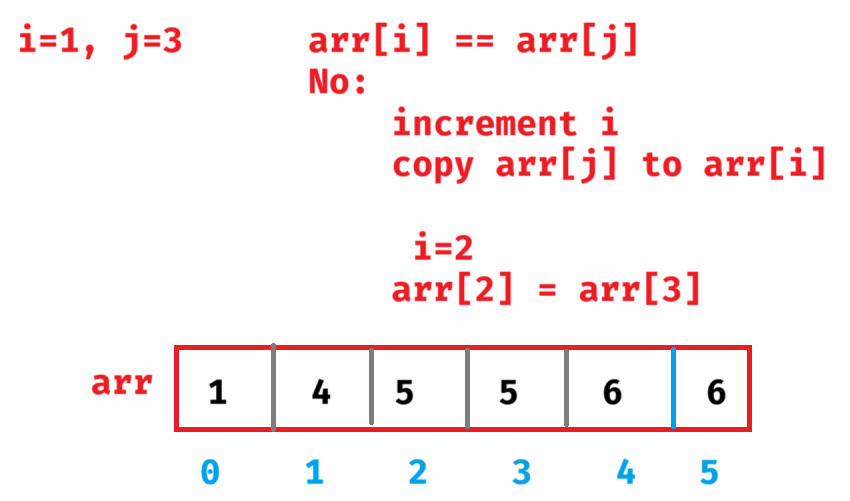 i=1, j=3 arr[i] == arr[j]
No:
increment i
copy arr[j] to arr[i]
i=2
arr[2] = arr[3]
arr 1 4 5 5 6 6
0 1 2 3 4 5